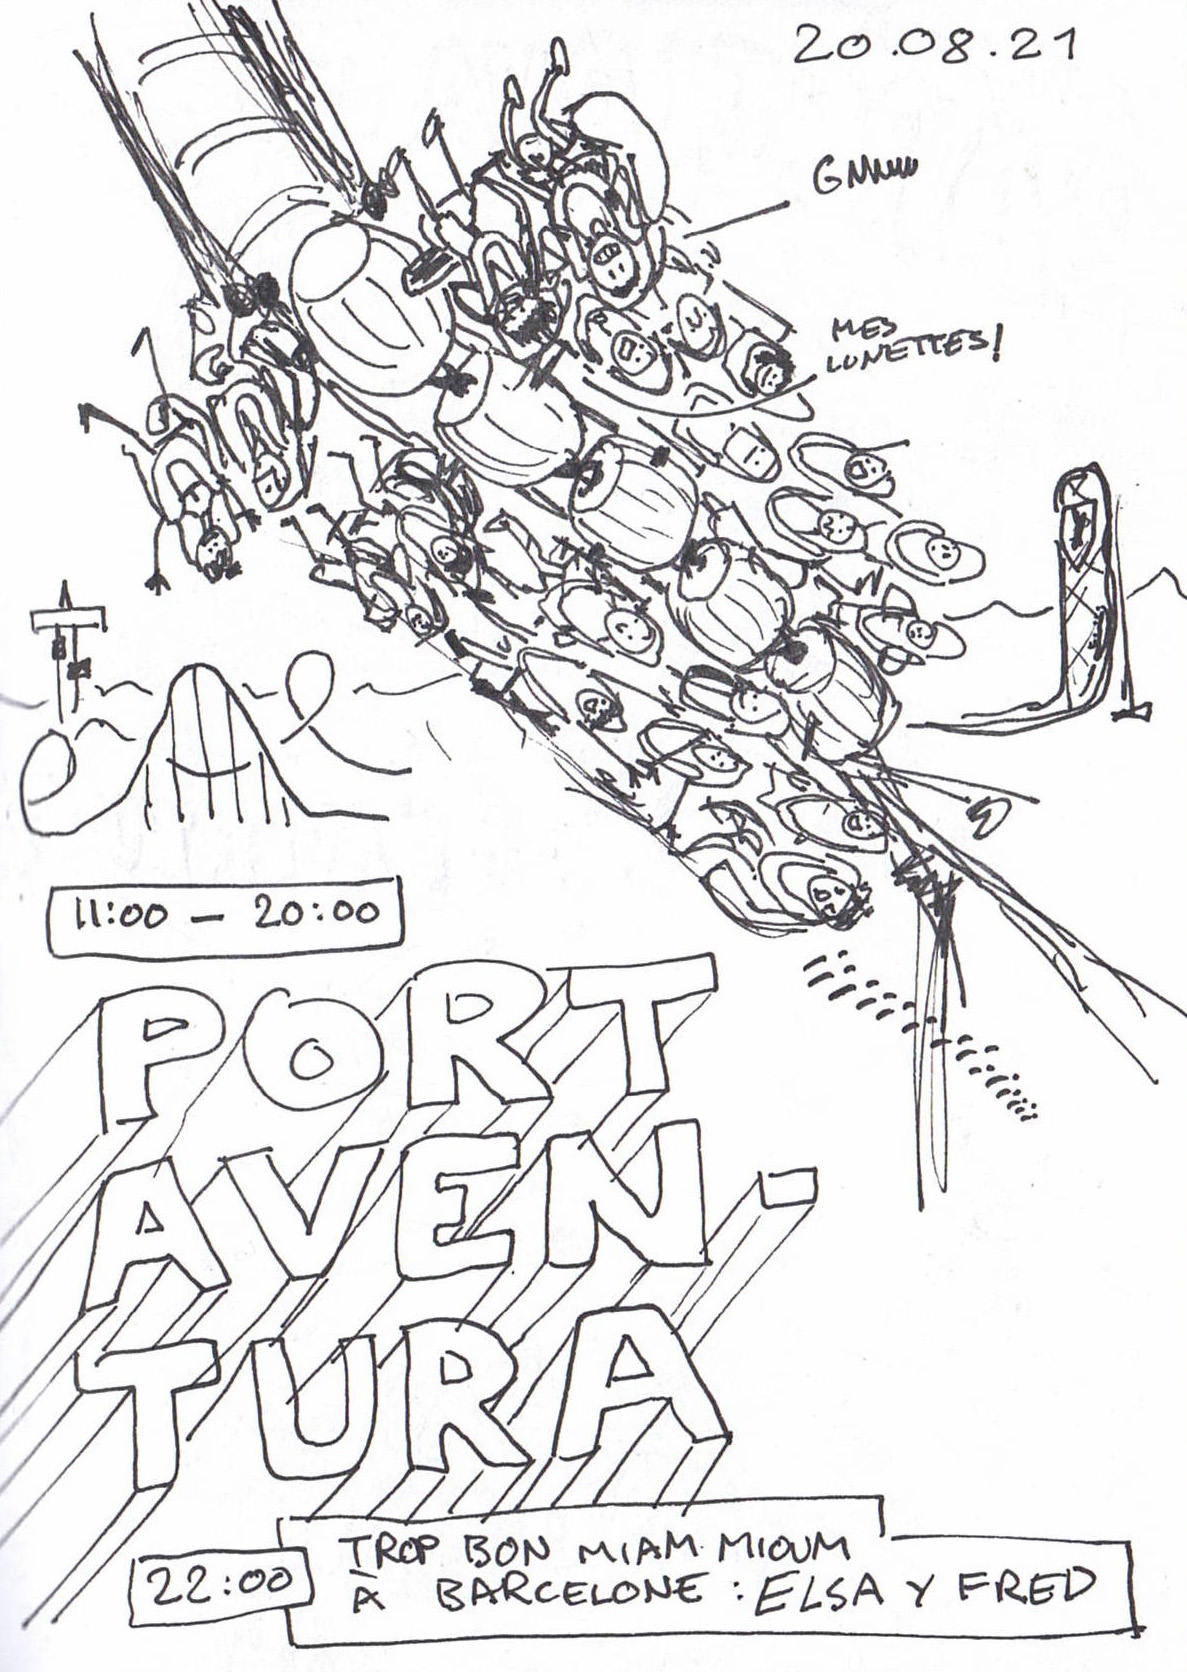 20.08.21
GMMMM
MES
LUNETTES!
11:00 – 20:00
PORT
AVEN-
TURA
22:00
TROP BON MIAM MIOUM
À BARCELONE : ELSA Y FRED